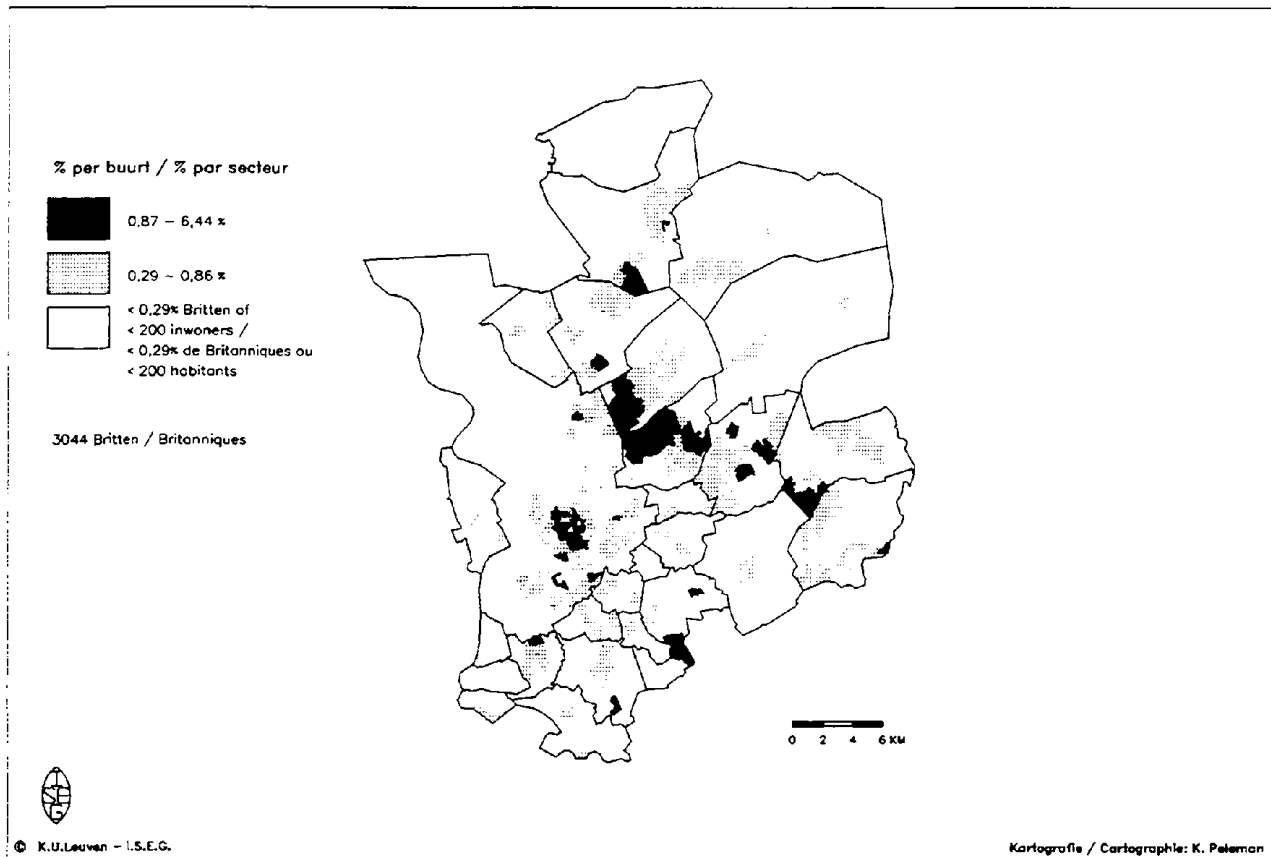 % per buurt / % par secteur
0,87 – 6,44 %
0,29 – 0,86 %
< 0,29% Britten of
< 200 inwoners /
< 0,29% de Britanniques ou
< 200 habitants
3044 Britten / Britanniques
0 2 4 6 KM
I
SE
G
© K.U.Leuven – I.S.E.G.
Kartografie / Cartographie: K. Peleman